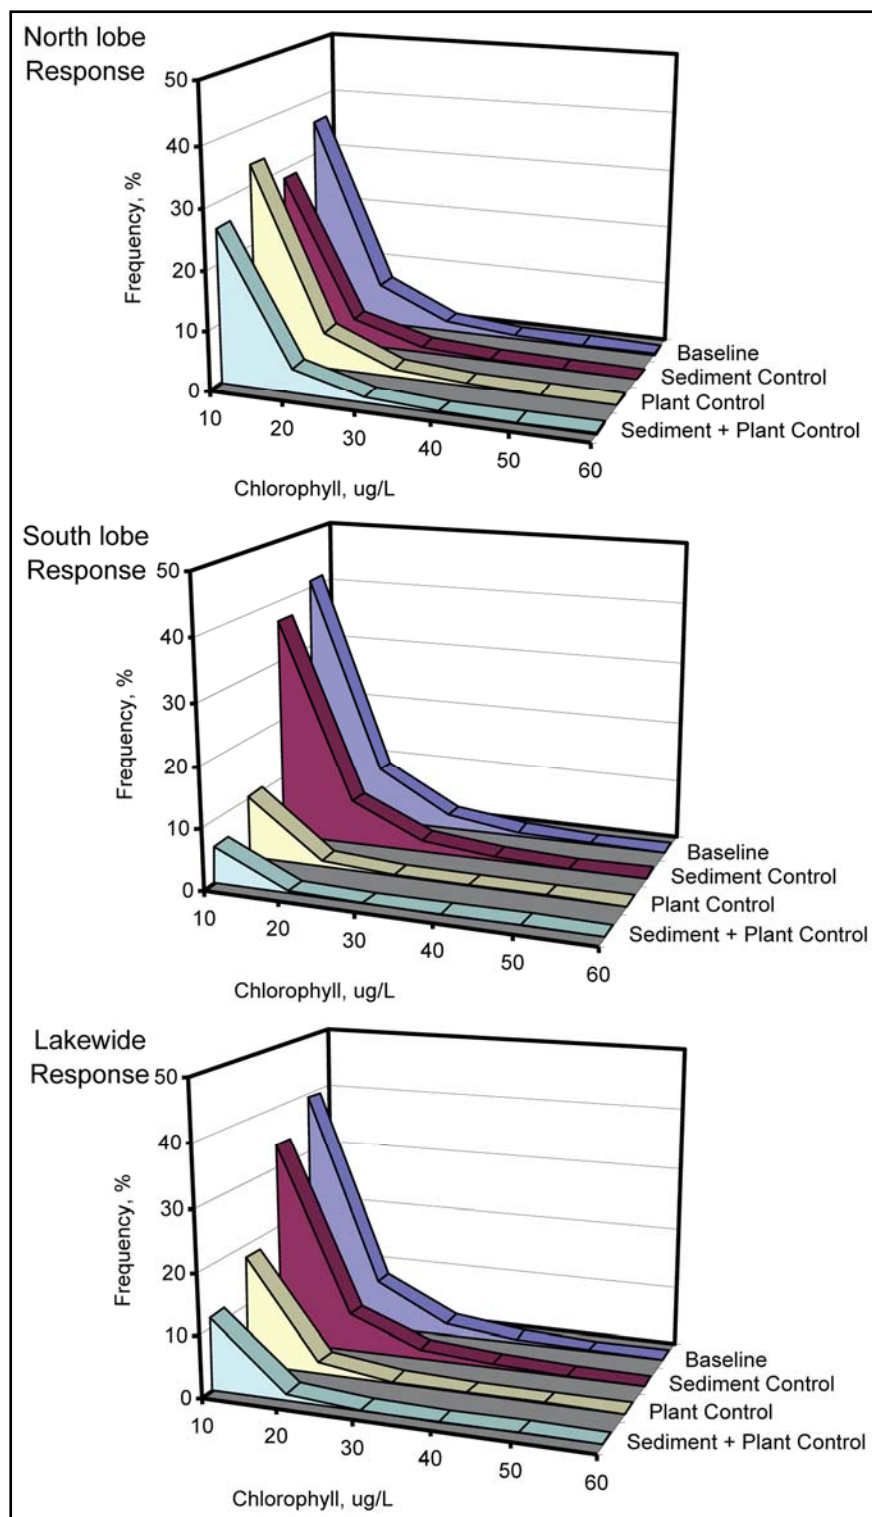 North lobe
Response
50
40
30
20
10
0
Frequency, %
10
20
30
40
50
60
Chlorophyll, ug/L
Baseline
Sediment Control
Plant Control
Sediment + Plant Control
South lobe
Response
50
40
30
20
10
0
Frequency, %
10
20
30
40
50
60
Chlorophyll, ug/L
Baseline
Sediment Control
Plant Control
Sediment + Plant Control
Lakewide
Response
50
40
30
20
10
0
Frequency, %
10
20
30
40
50
60
Chlorophyll, ug/L
Baseline
Sediment Control
Plant Control
Sediment + Plant Control